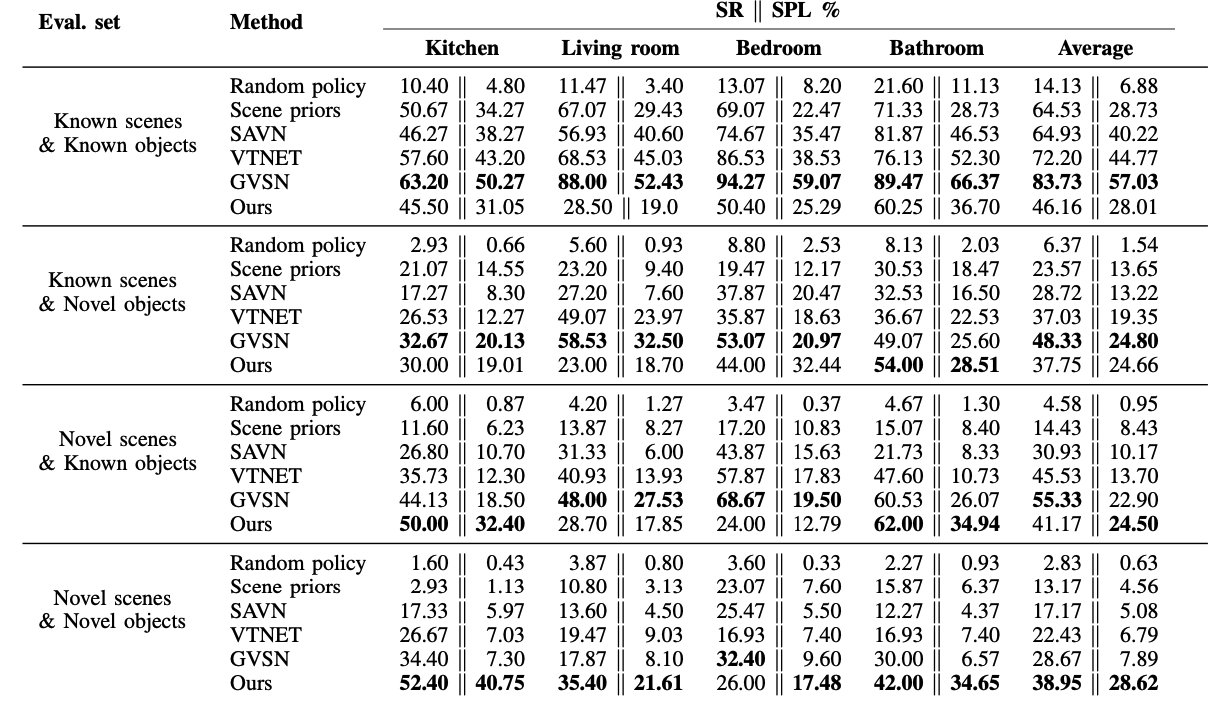 SR ∥ SPL %
Eval. set Method
Kitchen Living room Bedroom Bathroom Average
Random policy 10.40 ∥ 4.80 11.47 ∥ 3.40 13.07 ∥ 8.20 21.60 ∥ 11.13 14.13 ∥ 6.88
Scene priors 50.67 ∥ 34.27 67.07 ∥ 29.43 69.07 ∥ 22.47 71.33 ∥ 28.73 64.53 ∥ 28.73
Known scenes
& Known objects
SAVN 46.27 ∥ 38.27 56.93 ∥ 40.60 74.67 ∥ 35.47 81.87 ∥ 46.53 64.93 ∥ 40.22
VTNET 57.60 ∥ 43.20 68.53 ∥ 45.03 86.53 ∥ 38.53 76.13 ∥ 52.30 72.20 ∥ 44.77
GVSN 63.20 ∥ 50.27 88.00 ∥ 52.43 94.27 ∥ 59.07 89.47 ∥ 66.37 83.73 ∥ 57.03
Ours 45.50 ∥ 31.05 28.50 ∥ 19.0 50.40 ∥ 25.29 60.25 ∥ 36.70 46.16 ∥ 28.01
Random policy 2.93 ∥ 0.66 5.60 ∥ 0.93 8.80 ∥ 2.53 8.13 ∥ 2.03 6.37 ∥ 1.54
Scene priors 21.07 ∥ 14.55 23.20 ∥ 9.40 19.47 ∥ 12.17 30.53 ∥ 18.47 23.57 ∥ 13.65
Known scenes
& Novel objects
SAVN 17.27 ∥ 8.30 27.20 ∥ 7.60 37.87 ∥ 20.47 32.53 ∥ 16.50 28.72 ∥ 13.22
VTNET 26.53 ∥ 12.27 49.07 ∥ 23.97 35.87 ∥ 18.63 36.67 ∥ 22.53 37.03 ∥ 19.35
GVSN 32.67 ∥ 20.13 58.53 ∥ 32.50 53.07 ∥ 20.97 49.07 ∥ 25.60 48.33 ∥ 24.80
Ours 30.00 ∥ 19.01 23.00 ∥ 18.70 44.00 ∥ 32.44 54.00 ∥ 28.51 37.75 ∥ 24.66
Random policy 6.00 ∥ 0.87 4.20 ∥ 1.27 3.47 ∥ 0.37 4.67 ∥ 1.30 4.58 ∥ 0.95
Scene priors 11.60 ∥ 6.23 13.87 ∥ 8.27 17.20 ∥ 10.83 15.07 ∥ 8.40 14.43 ∥ 8.43
Novel scenes
& Known objects
SAVN 26.80 ∥ 10.70 31.33 ∥ 6.00 43.87 ∥ 15.63 21.73 ∥ 8.33 30.93 ∥ 10.17
VTNET 35.73 ∥ 12.30 40.93 ∥ 13.93 57.87 ∥ 17.83 47.60 ∥ 10.73 45.53 ∥ 13.70
GVSN 44.13 ∥ 18.50 48.00 ∥ 27.53 68.67 ∥ 19.50 60.53 ∥ 26.07 55.33 ∥ 22.90
Ours 50.00 ∥ 32.40 28.70 ∥ 17.85 24.00 ∥ 12.79 62.00 ∥ 34.94 41.17 ∥ 24.50
Random policy 1.60 ∥ 0.43 3.87 ∥ 0.80 3.60 ∥ 0.33 2.27 ∥ 0.93 2.83 ∥ 0.63
Scene priors 2.93 ∥ 1.13 10.80 ∥ 3.13 23.07 ∥ 7.60 15.87 ∥ 6.37 13.17 ∥ 4.56
Novel scenes
& Novel objects
SAVN 17.33 ∥ 5.97 13.60 ∥ 4.50 25.47 ∥ 5.50 12.27 ∥ 4.37 17.17 ∥ 5.08
VTNET 26.67 ∥ 7.03 19.47 ∥ 9.03 16.93 ∥ 7.40 16.93 ∥ 7.40 22.43 ∥ 6.79
GVSN 34.40 ∥ 7.30 17.87 ∥ 8.10 32.40 ∥ 9.60 30.00 ∥ 6.57 28.67 ∥ 7.89
Ours 52.40 ∥ 40.75 35.40 ∥ 21.61 26.00 ∥ 17.48 42.00 ∥ 34.65 38.95 ∥ 28.62